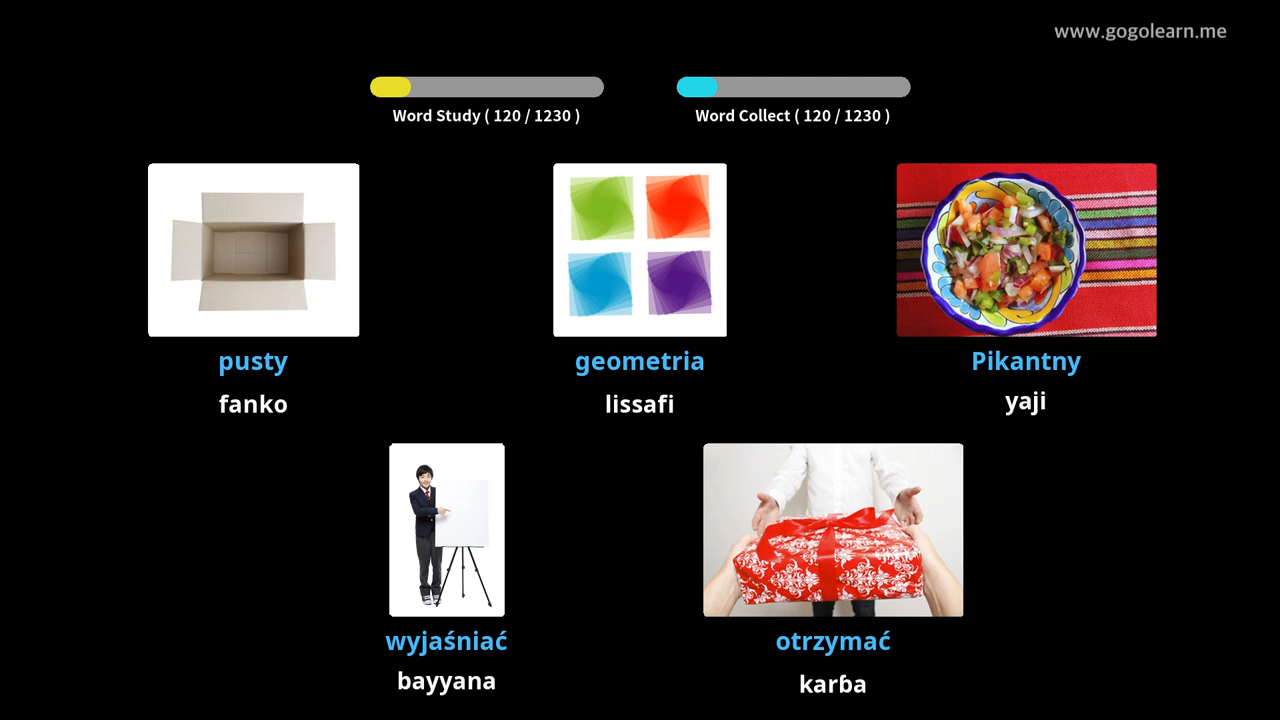 www.gogolearn.me
Word Study ( 120 / 1230 )
Word Collect ( 120 / 1230 )
pusty
fanko
geometria
lissafi
Pikantny
yaji
wyjaśniać
bayyana
otrzymać
karɓa